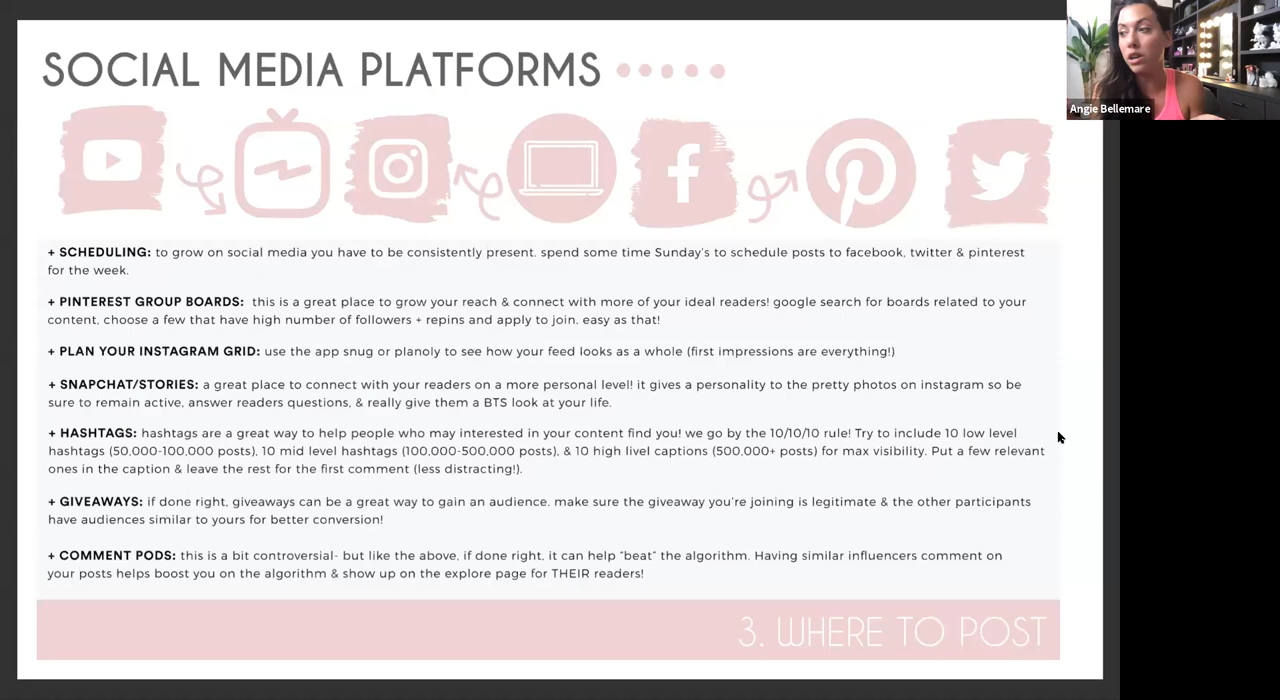 SOCIAL MEDIA PLATFORMS
Angie Bellemare
+ SCHEDULING: to grow on social media you have to be consistently present. spend some time Sunday's to schedule posts to facebook, twitter & pinterest
for the week.
+ PINTEREST GROUP BOARDS: this is a great place to grow your reach & connect with more of your ideal readers! google search for boards related to your
content, choose a few that have high number of followers + repins and apply to join. easy as that!
+ PLAN YOUR INSTAGRAM GRID: use the app snug or planoly to see how your feed looks as a whole (first impressions are everything!)
+ SNAPCHAT/STORIES: a great place to connect with your readers on a more personal level! it gives a personality to the pretty photos on instagram so be
sure to remain active, answer readers questions, & really give them a BTS look at your life.
+ HASHTAGS: hashtags are a great way to help people who may interested in your content find you! we go by the 10/10/10 rule! Try to include 10 low level
hashtags (50,000-100,000 posts), 10 mid level hashtags (100,000-500,000 posts), & 10 high livel captions (500,000+ posts) for max visibility. Put a few relevant
ones in the caption & leave the rest for the first comment (less distracting!).
+ GIVEAWAYS: if done right, giveaways can be a great way to gain an audience. make sure the giveaway you're joining is legitimate & the other participants
have audiences similar to yours for better conversion!
+ COMMENT PODS: this is a bit controversial- but like the above, if done right, it can help "beat" the algorithm. Having similar influencers comment on
your posts helps boost you on the algorithm & show up on the explore page for THEIR readers!
3. WHERE TO POST